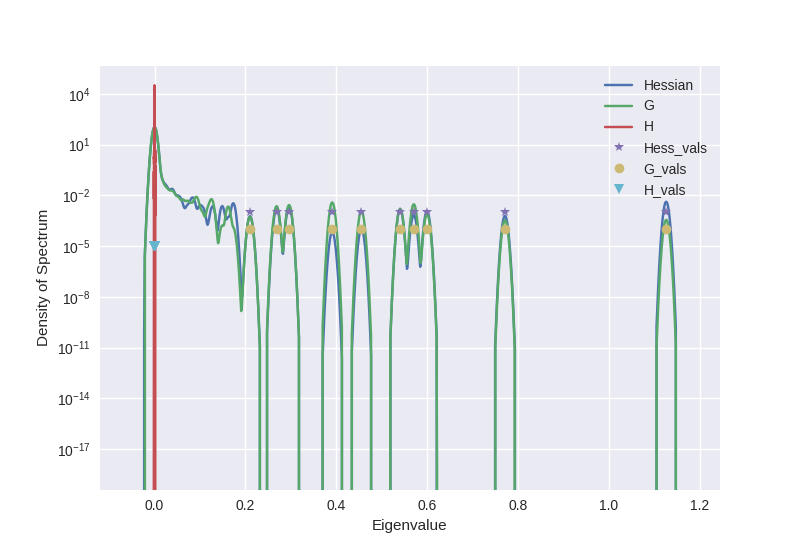 Hessian
G
H
Hess_vals
G_vals
H_vals
10^4
10^1
10^-2
10^-5
10^-8
10^-11
10^-14
10^-17
Density of Spectrum
0.0 0.2 0.4 0.6 0.8 1.0 1.2
Eigenvalue